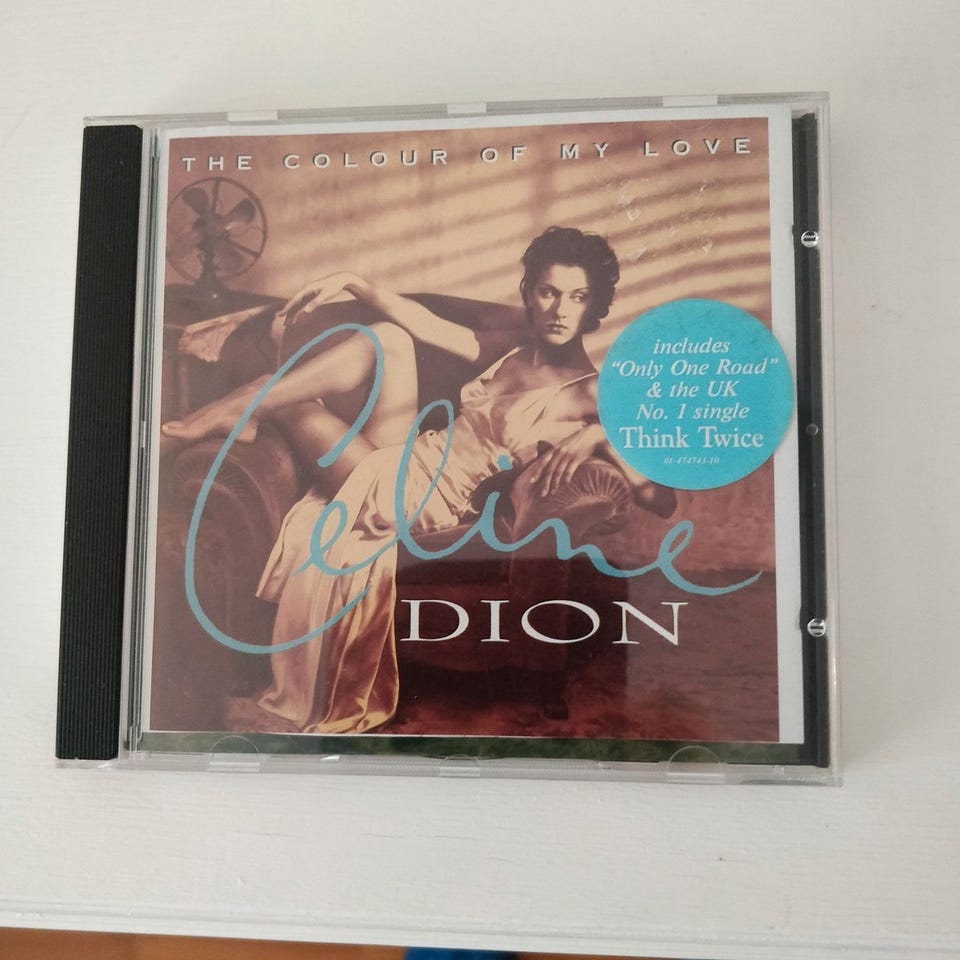 THE COLOUR OF MY LOVE
includes
"Only One Road"
& the UK
No. 1 single
Think Twice
01-474743-10
Celine
DION